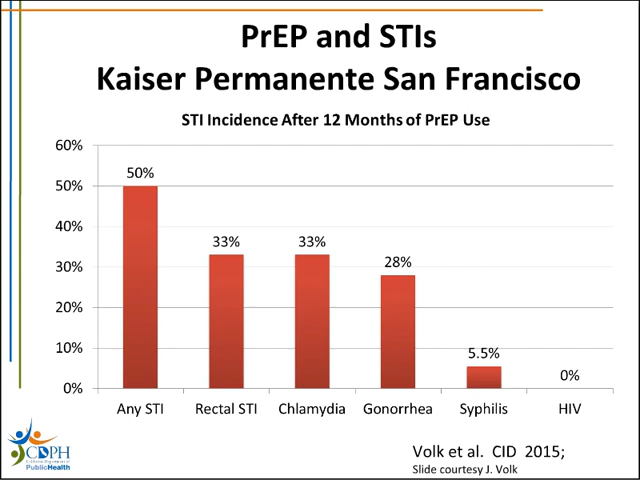 PrEP and STIs
Kaiser Permanente San Francisco
STI Incidence After 12 Months of PrEP Use
60%
50%
40%
30%
20%
10%
0%
50%
33%
33%
28%
5.5%
0%
Any STI
Rectal STI
Chlamydia
Gonorrhea
Syphilis
HIV
CDPH
PublicHealth
Volk et al. CID 2015;
Slide courtesy J. Volk